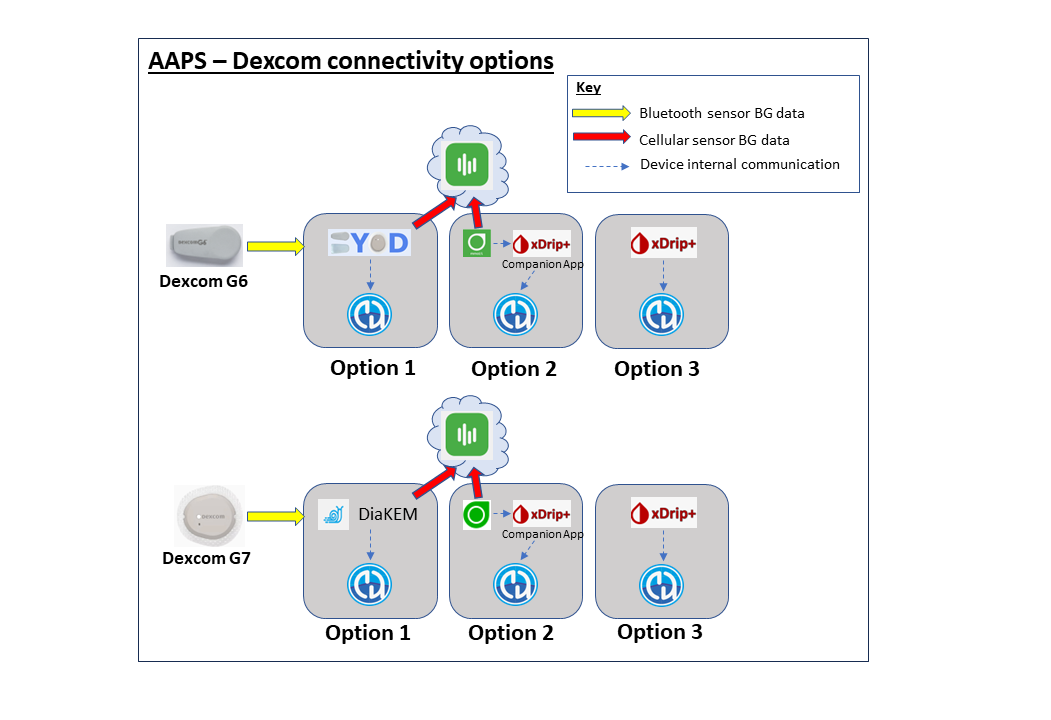 AAPS – Dexcom connectivity options
Key
Bluetooth sensor BG data
Cellular sensor BG data
Device internal communication
DEXCOM G6
Dexcom G6
BYOD
xDrip+
Companion App
xDrip+
Option 1
Option 2
Option 3
DEXCOM
Dexcom G7
DiaKEM
xDrip+
Companion App
xDrip+
Option 1
Option 2
Option 3